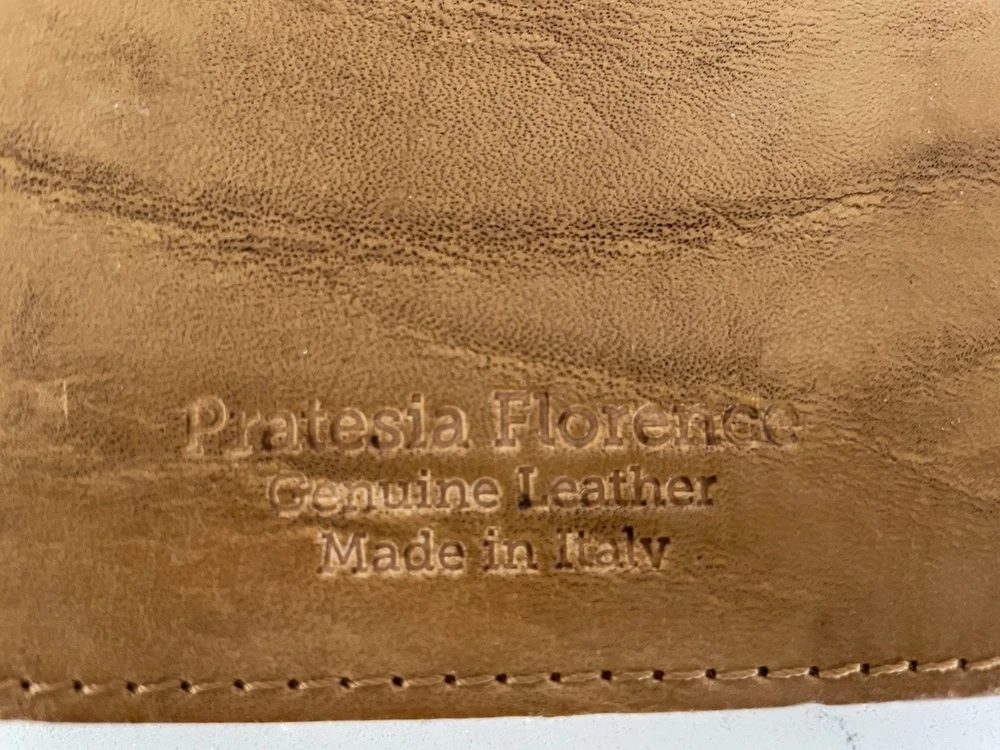 Pratesia Florence
Genuine Leather
Made in Italy